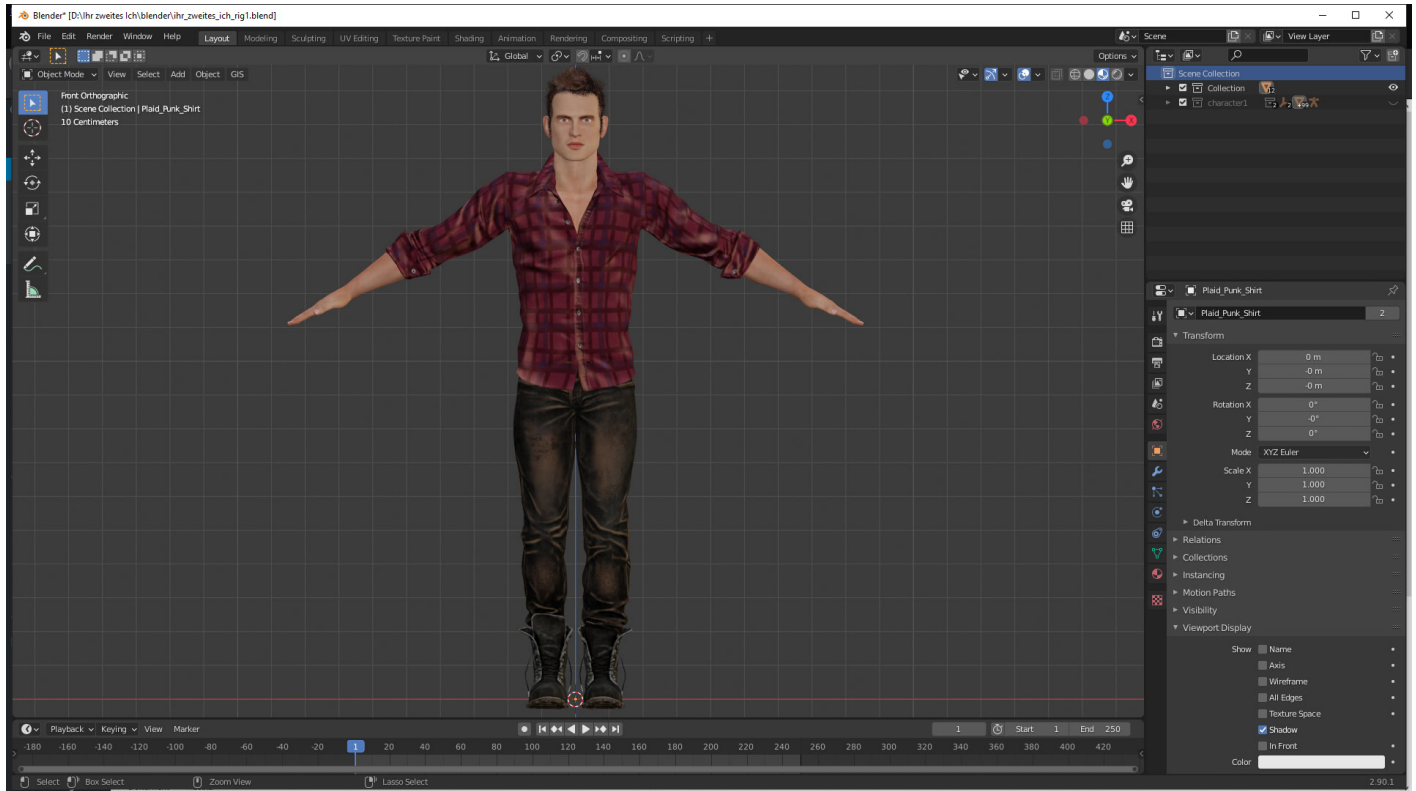 Blender* [D:\Ihr zweites Ich\blender\ihr_zweites_ich_rig1.blend]
File Edit Render Window Help Layout Modeling Sculpting UV Editing Texture Paint Shading Animation Rendering Compositing Scripting + Scene View Layer
Global Options
Object Mode View Select Add Object GIS
Front Orthographic
(1) Scene Collection | Plaid_Punk_Shirt
10 Centimeters
Z
Y
X
Scene Collection
Collection 12
character1 2 2 +99
Plaid_Punk_Shirt
Plaid_Punk_Shirt 2
Transform
Location X 0 m
Y -0 m
Z -0 m
Rotation X 0°
Y -0°
Z 0°
Mode XYZ Euler
Scale X 1.000
Y 1.000
Z 1.000
Delta Transform
Relations
Collections
Instancing
Motion Paths
Visibility
Viewport Display
Show Name
Axis
Wireframe
All Edges
Texture Space
Shadow
In Front
Color
Playback Keying View Marker 1 Start 1 End 250
-180 -160 -140 -120 -100 -80 -60 -40 -20 1 20 40 60 80 100 120 140 160 180 200 220 240 260 280 300 320 340 360 380 400 420
Select Box Select Zoom View Lasso Select 2.90.1